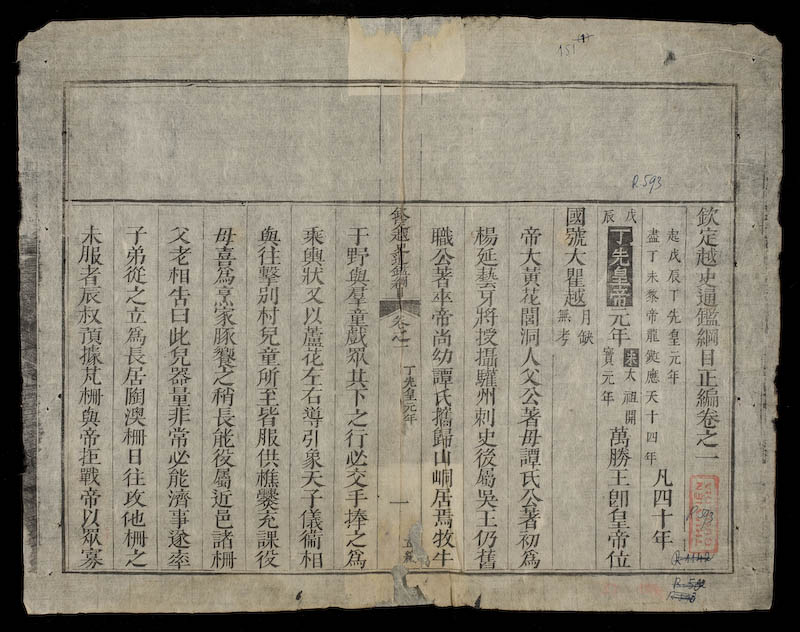 欽定越史通鑑綱目正編卷之一
起戊辰丁先皇元年
盡丁未黎帝龍鋌應天十四年
凡四十年
戊辰
丁先皇帝元年
宋太祖開寶元年
萬勝王卽皇帝位
國號大瞿越
月缺無考
帝大黃花閭洞人父公著母譚氏公著初爲
楊延藝牙將授攝驩州刺史後屬吳王仍舊
職公著卒帝尚幼譚氏攜歸山峒居焉牧牛
欽定越史通鑑綱目
卷之一
丁先皇元年
一
于野與羣童戲眾共下之行必交手捧之爲
乘輿狀又以蘆花左右導引象天子儀衞相
與往擊別村兒童所至皆服供樵爨充課役
母喜爲烹家豚饗之稍長能役屬近邑諸柵
父老相告曰此兒器量非常必能濟事遂率
子弟從之立爲長居陶澳柵日往攻他柵之
未服者辰叔預據芃柵與帝拒戰帝以眾寡
151
R.593
R.593